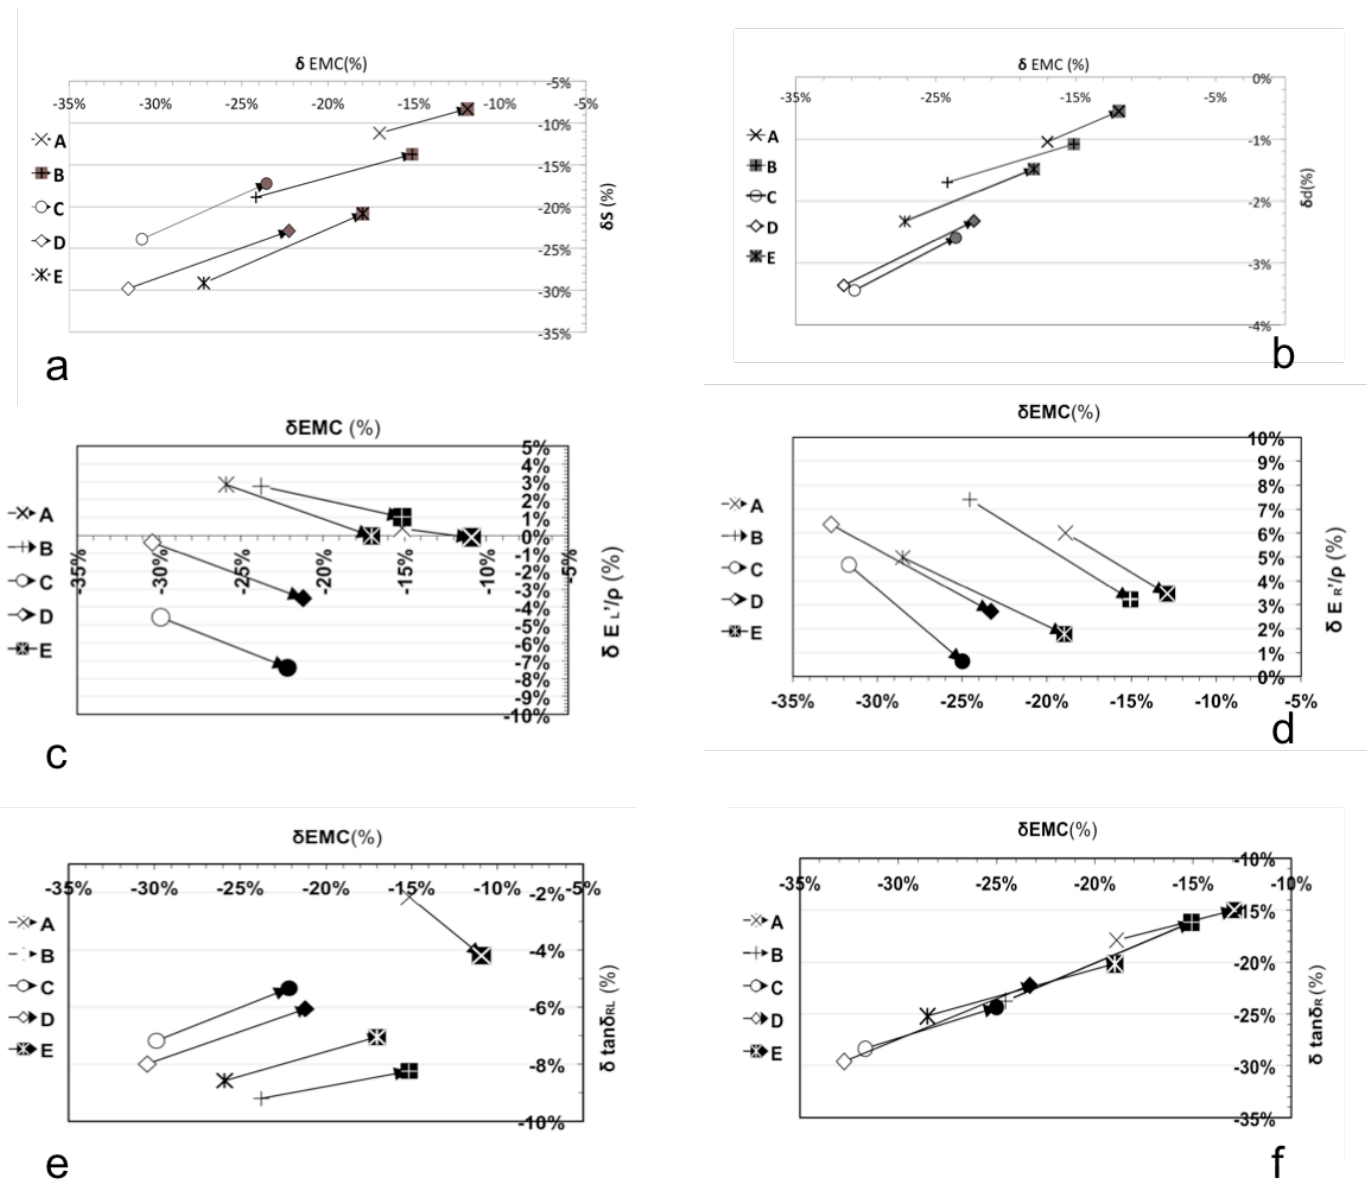 δ EMC(%)
-35% -30% -25% -20% -15% -10% -5%
-5%
-10%
-15%
-20%
-25%
-30%
-35%
δS (%)
A
B
C
D
E
a
δ EMC (%)
-35% -25% -15% -5%
0%
-1%
-2%
-3%
-4%
δd(%)
A
B
C
D
E
b
δEMC (%)
5%
4%
3%
2%
1%
0%
-1%
-2%
-3%
-4%
-5%
-6%
-7%
-8%
-9%
-10%
-35% -30% -25% -20% -15% -10% -5%
δ E L'/ρ (%)
A
B
C
D
E
c
δEMC(%)
10%
9%
8%
7%
6%
5%
4%
3%
2%
1%
0%
-35% -30% -25% -20% -15% -10% -5%
δ E R'/ρ (%)
A
B
C
D
E
d
δEMC(%)
-35% -30% -25% -20% -15% -10% -5%
-2%
-4%
-6%
-8%
-10%
δ tanδRL (%)
A
B
C
D
E
e
δEMC(%)
-35% -30% -25% -20% -15% -10%
-10%
-15%
-20%
-25%
-30%
-35%
δ tanδR (%)
A
B
C
D
E
f